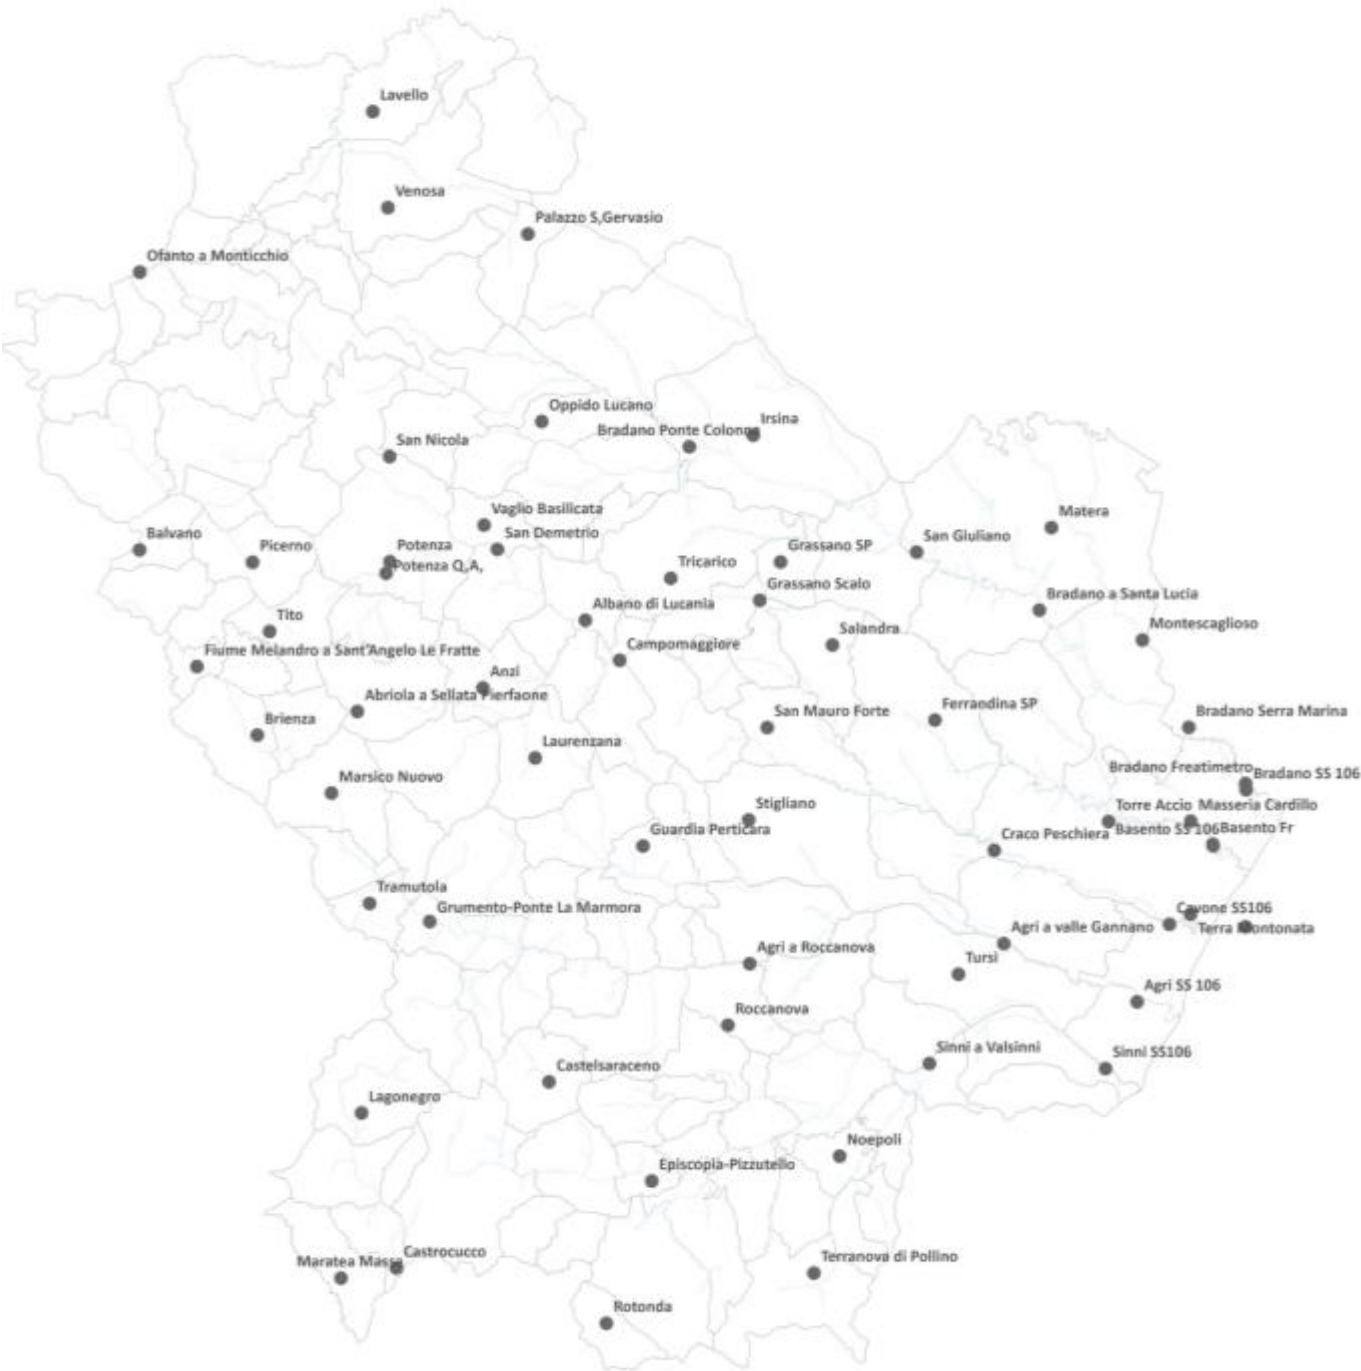 Lavello
Venosa
Palazzo S,Gervasio
Ofanto a Monticchio
Oppido Lucano
Irsina
Bradano Ponte Colonna
San Nicola
Vaglio Basilicata
Matera
Balvano
San Demetrio
San Giuliano
Picerno
Potenza
Grassano SP
Potenza Q,A,
Tricarico
Grassano Scalo
Bradano a Santa Lucia
Albano di Lucania
Tito
Montescaglioso
Salandra
Campomaggiore
Fiume Melandro a Sant'Angelo Le Fratte
Anzi
Abriola a Sellata Pierfaone
Ferrandina SP
San Mauro Forte
Bradano Serra Marina
Brienza
Laurenzana
Bradano Freatimetro
Bradano SS 106
Marsico Nuovo
Stigliano
Torre Accio
Masseria Cardillo
Guardia Perticara
Craco Peschiera
Basento SS 106
Basento Fr
Tramutola
Grumento-Ponte La Marmora
Cavone SS106
Agri a valle Gannano
Terra Montonata
Agri a Roccanova
Tursi
Agri SS 106
Roccanova
Sinni a Valsinni
Sinni SS106
Castelsaraceno
Lagonegro
Noepoli
Episcopia-Pizzutello
Castrocucco
Maratea Massa
Terranova di Pollino
Rotonda